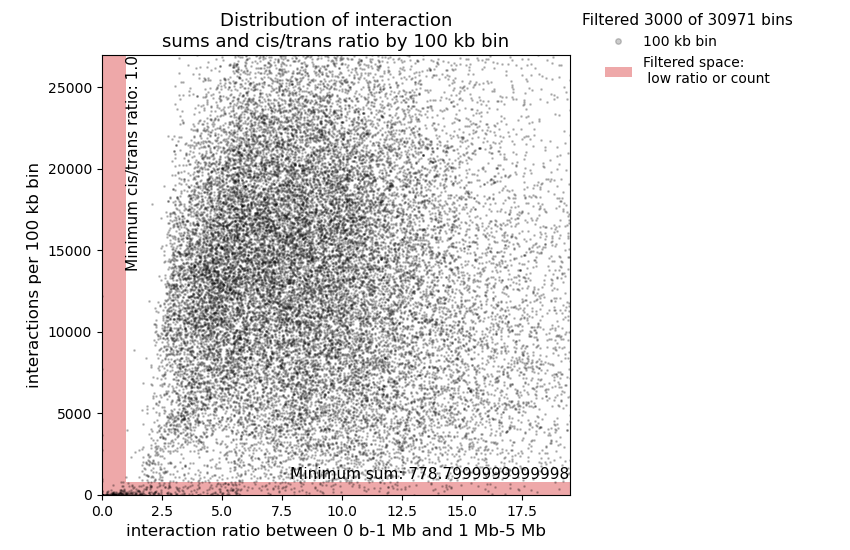 Distribution of interaction
sums and cis/trans ratio by 100 kb bin
Filtered 3000 of 30971 bins
100 kb bin
Filtered space:
low ratio or count
interactions per 100 kb bin
25000
20000
15000
10000
5000
0
Minimum cis/trans ratio: 1.0
Minimum sum: 778.7999999999998
0.0
2.5
5.0
7.5
10.0
12.5
15.0
17.5
interaction ratio between 0 b-1 Mb and 1 Mb-5 Mb